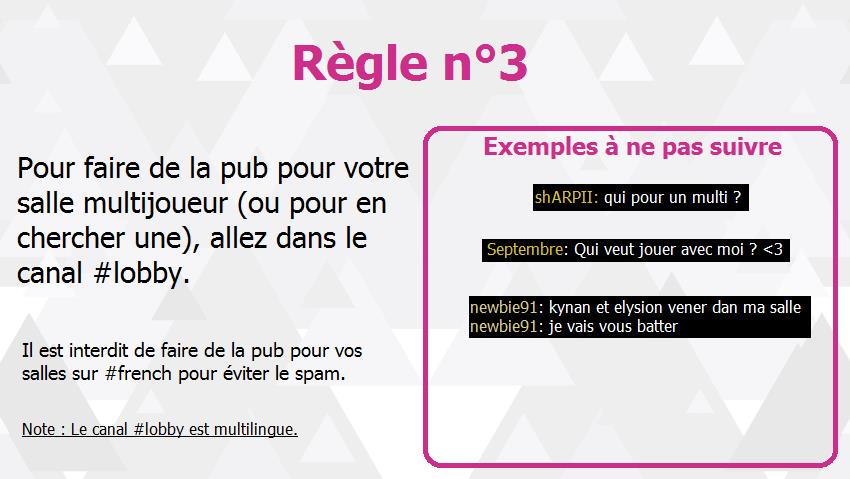 Règle n°3
Pour faire de la pub pour votre
salle multijoueur (ou pour en
chercher une), allez dans le
canal #lobby.
Il est interdit de faire de la pub pour vos
salles sur #french pour éviter le spam.
Note : Le canal #lobby est multilingue.
Exemples à ne pas suivre
shARPII: qui pour un multi ?
Septembre: Qui veut jouer avec moi ? <3
newbie91: kynan et elysion vener dan ma salle
newbie91: je vais vous batter